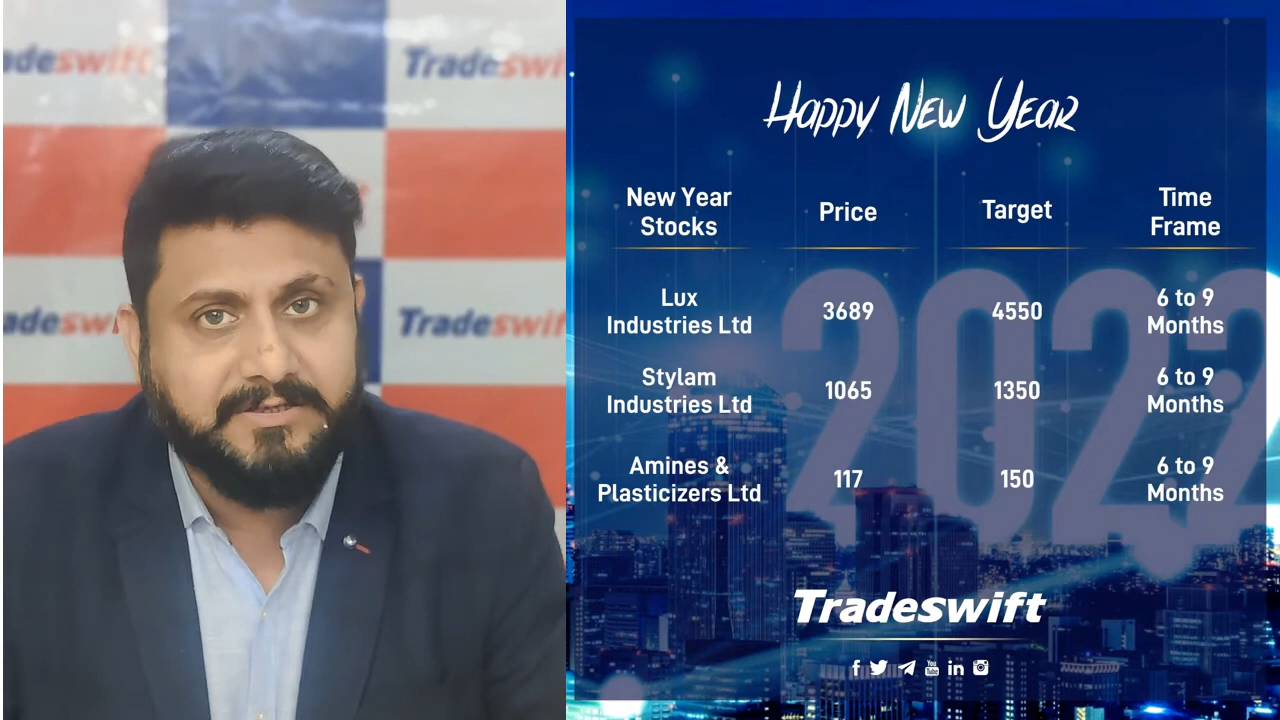 Tradeswift
Tradeswift
HAPPY NEW YEAR
New Year
Stocks
Price
Target
Time
Frame
Lux
Industries Ltd
3689
4550
6 to 9
Months
Stylam
Industries Ltd
1065
1350
6 to 9
Months
Amines &
Plasticizers Ltd
117
150
6 to 9
Months
2022
Tradeswift
You
Tube